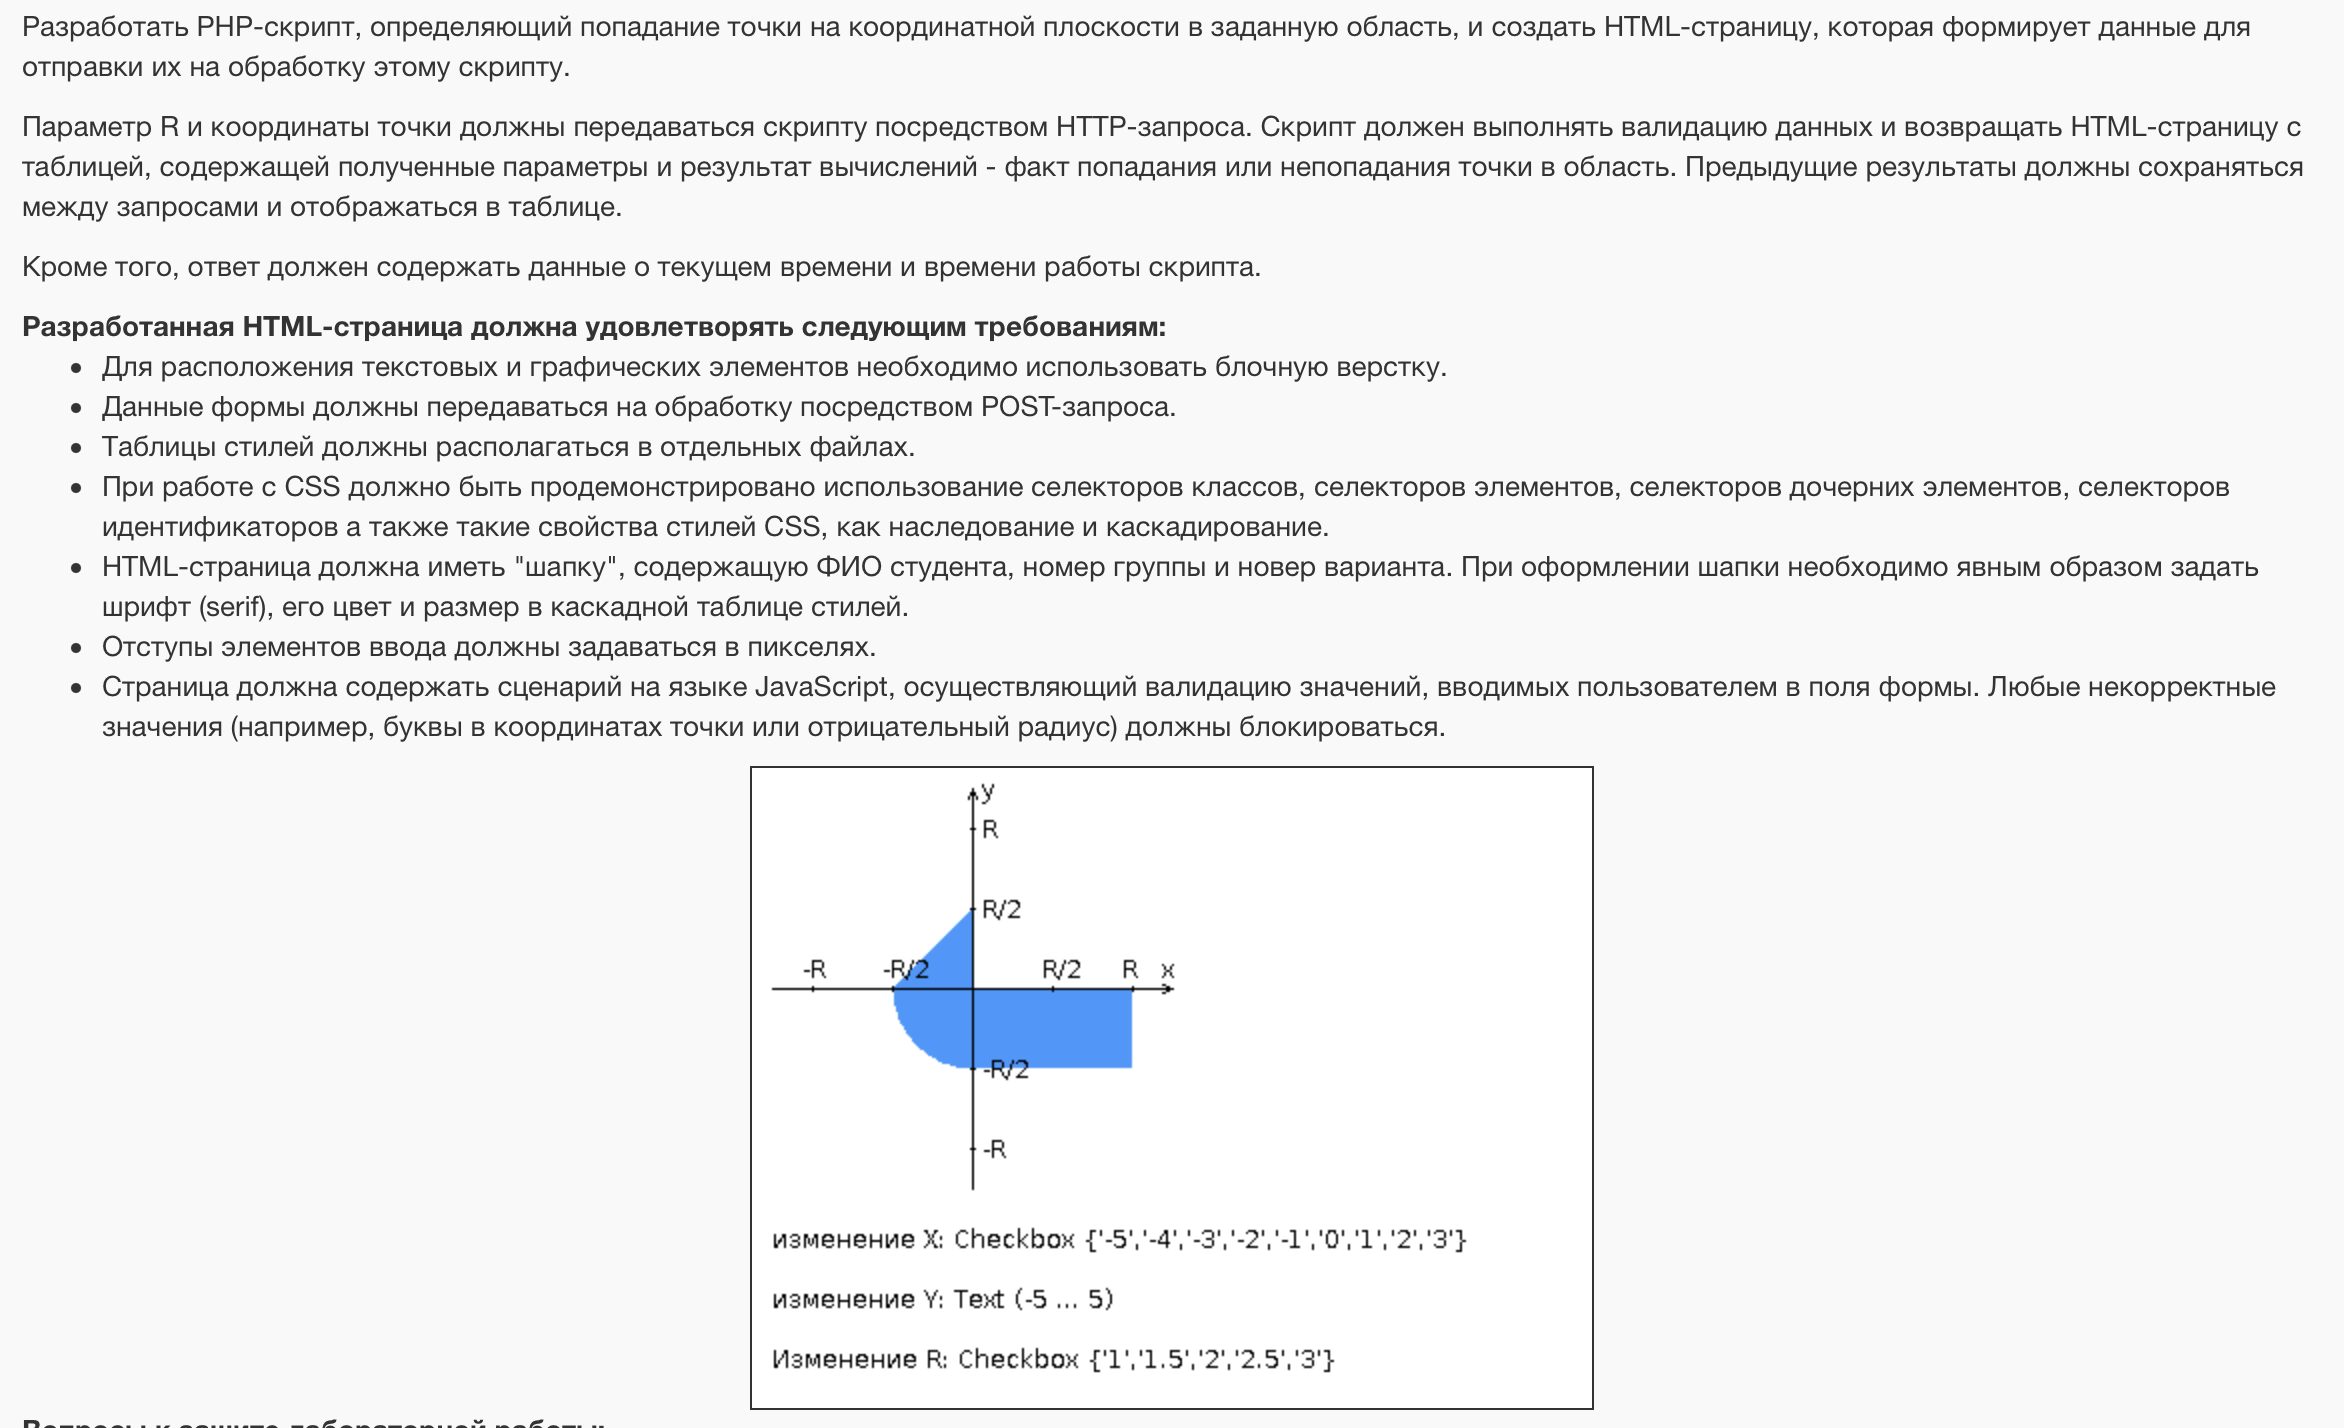 Разработать PHP-скрипт, определяющий попадание точки на координатной плоскости в заданную область, и создать HTML-страницу, которая формирует данные для
отправки их на обработку этому скрипту.
Параметр R и координаты точки должны передаваться скрипту посредством HTTP-запроса. Скрипт должен выполнять валидацию данных и возвращать HTML-страницу с
таблицей, содержащей полученные параметры и результат вычислений - факт попадания или непопадания точки в область. Предыдущие результаты должны сохраняться
между запросами и отображаться в таблице.
Кроме того, ответ должен содержать данные о текущем времени и времени работы скрипта.
Разработанная HTML-страница должна удовлетворять следующим требованиям:
• Для расположения текстовых и графических элементов необходимо использовать блочную верстку.
• Данные формы должны передаваться на обработку посредством POST-запроса.
• Таблицы стилей должны располагаться в отдельных файлах.
• При работе с CSS должно быть продемонстрировано использование селекторов классов, селекторов элементов, селекторов дочерних элементов, селекторов
идентификаторов а также такие свойства стилей CSS, как наследование и каскадирование.
• HTML-страница должна иметь "шапку", содержащую ФИО студента, номер группы и новер варианта. При оформлении шапки необходимо явным образом задать
шрифт (serif), его цвет и размер в каскадной таблице стилей.
• Отступы элементов ввода должны задаваться в пикселях.
• Страница должна содержать сценарий на языке JavaScript, осуществляющий валидацию значений, вводимых пользователем в поля формы. Любые некорректные
значения (например, буквы в координатах точки или отрицательный радиус) должны блокироваться.
y
R
R/2
-R -R/2 R/2 R x
-R/2
-R
изменение X: Checkbox {'-5','-4','-3','-2','-1','0','1','2','3'}
изменение Y: Text (-5 ... 5)
Изменение R: Checkbox {'1','1.5','2','2.5','3'}
Вопросы к защите лабораторной работы: